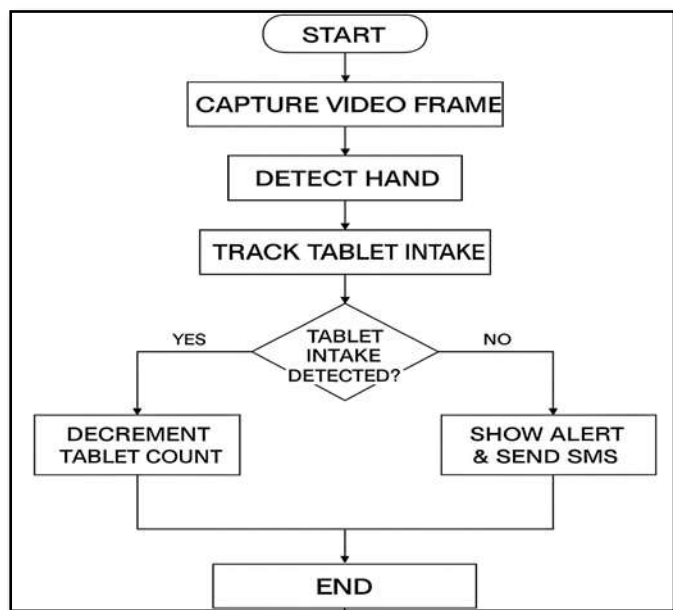 START
CAPTURE VIDEO FRAME
DETECT HAND
TRACK TABLET INTAKE
TABLET
INTAKE
DETECTED?
YES
NO
DECREMENT
TABLET COUNT
SHOW ALERT
& SEND SMS
END